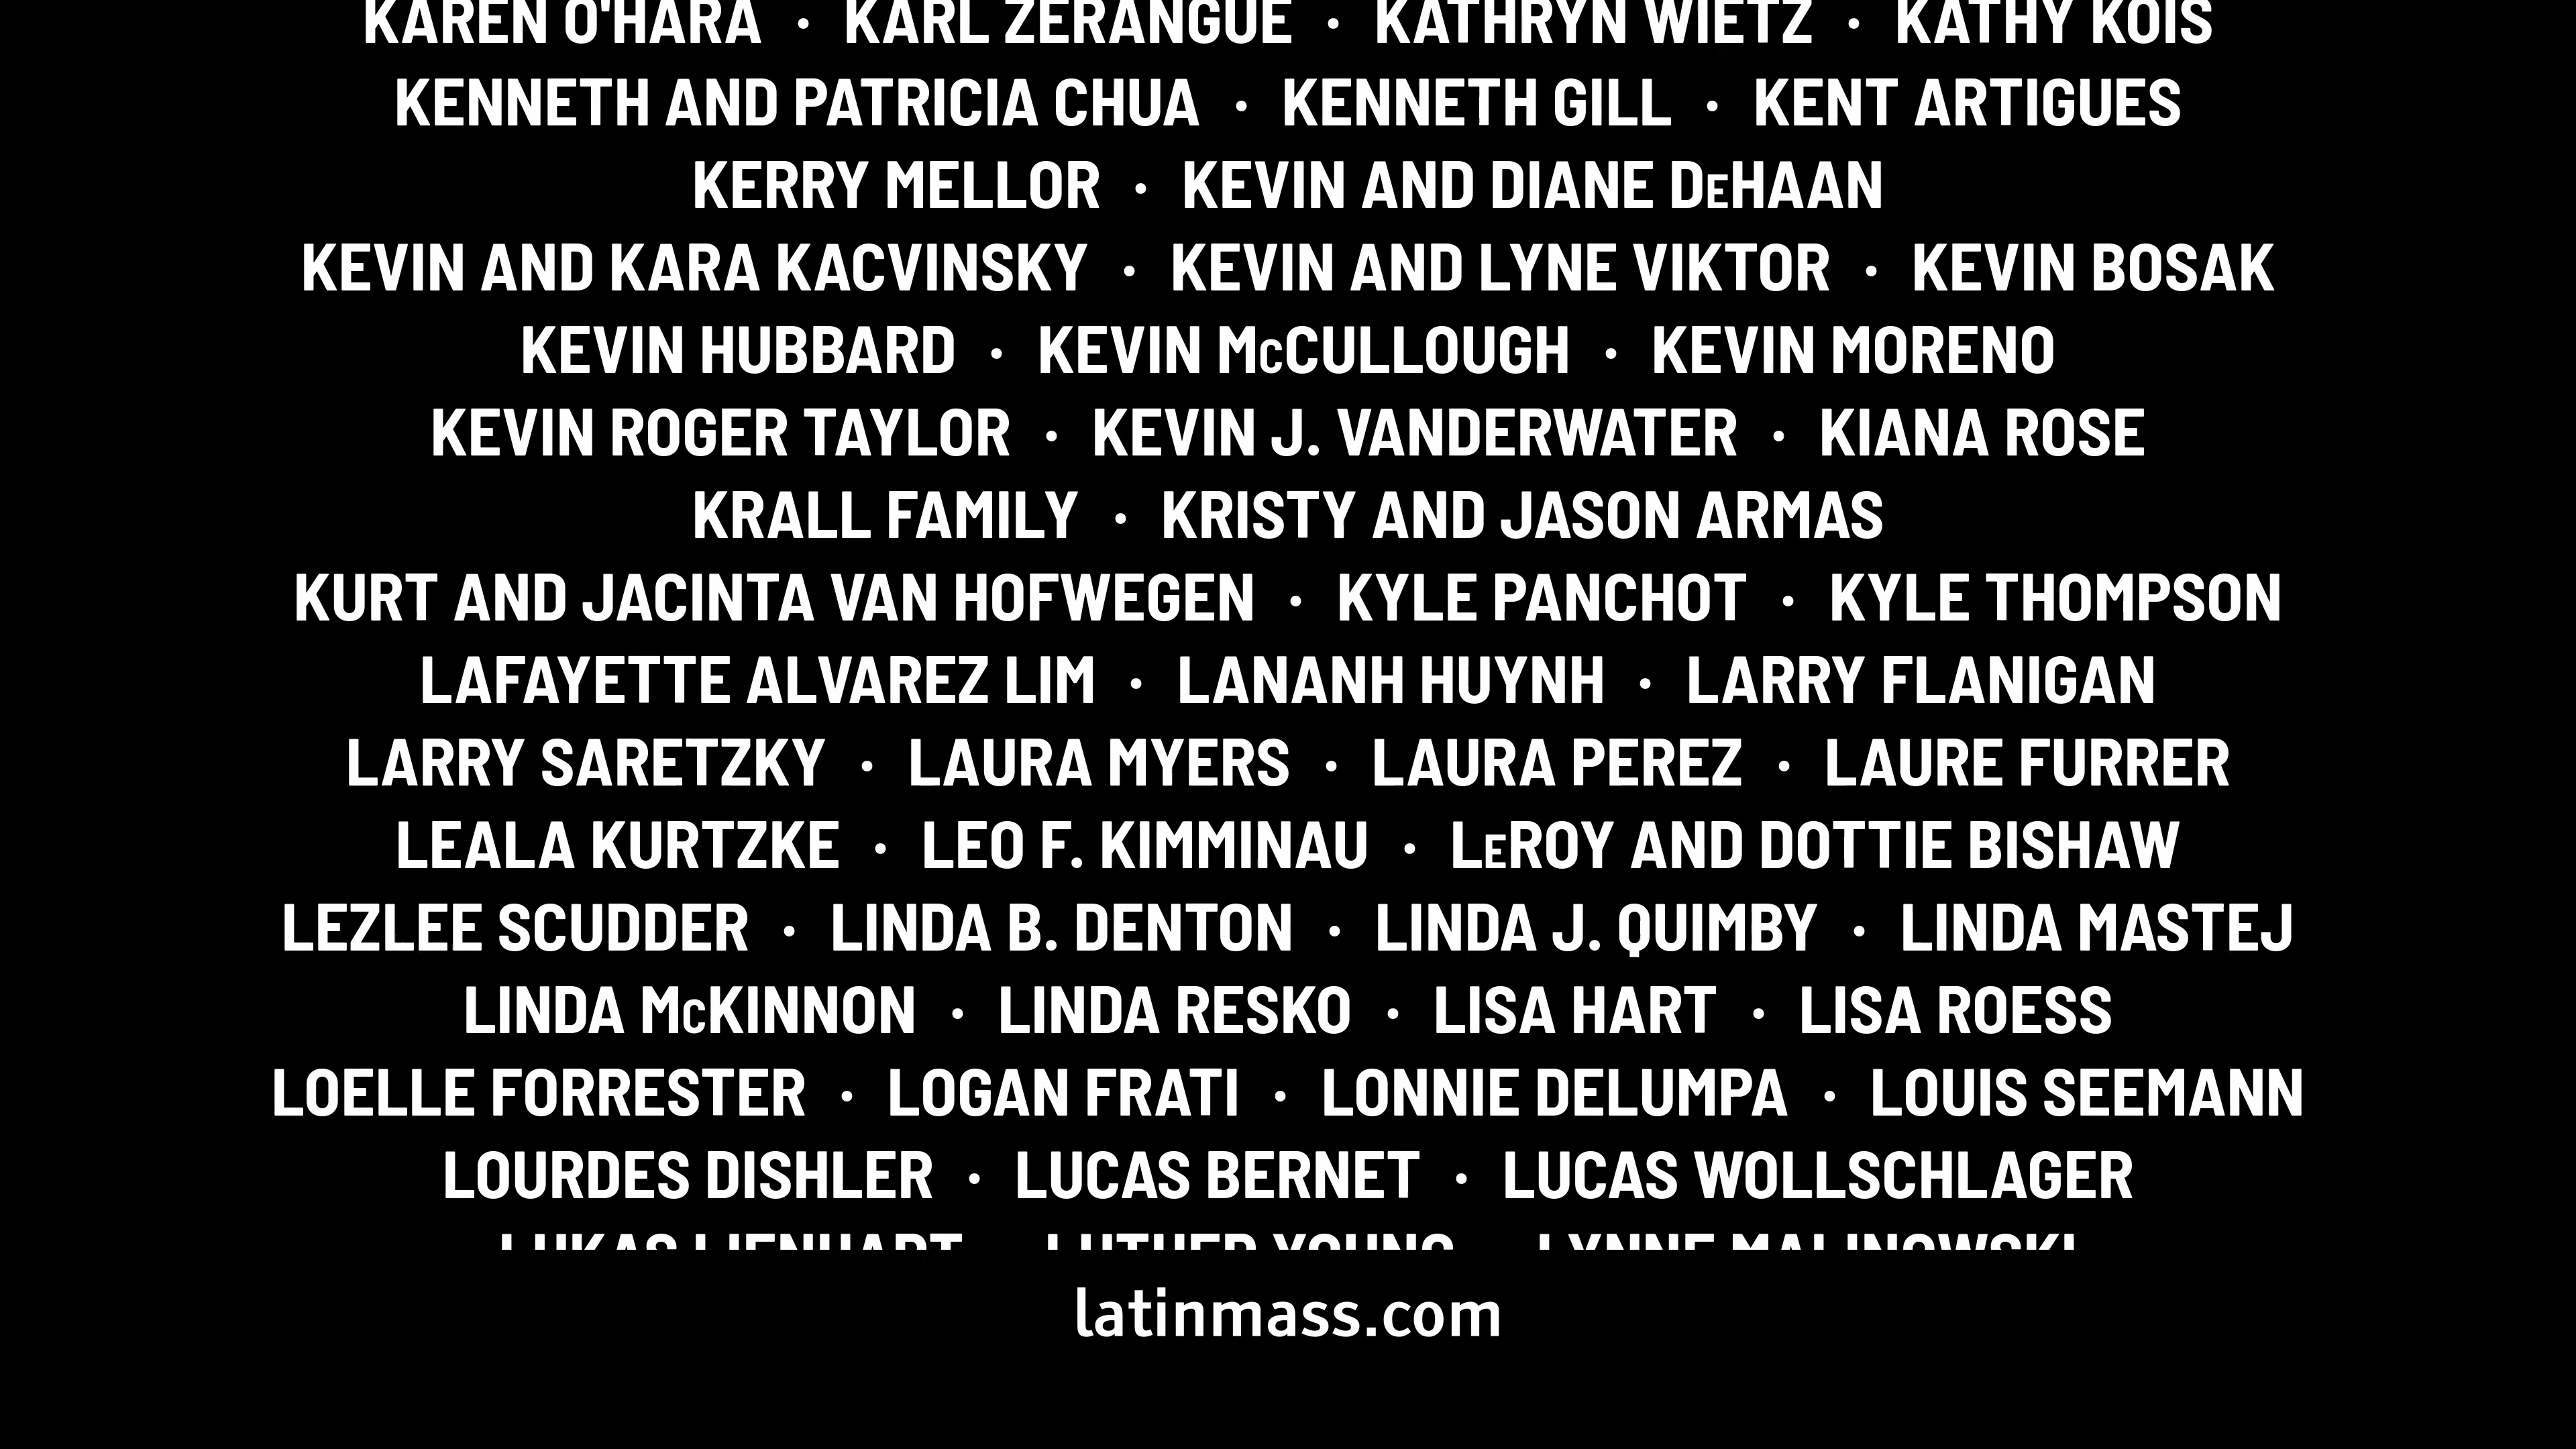 KAREN O'HARA · KARL ZERANGUE · KATHRYN WIETZ · KATHY KOIS
KENNETH AND PATRICIA CHUA · KENNETH GILL · KENT ARTIGUES
KERRY MELLOR · KEVIN AND DIANE DeHAAN
KEVIN AND KARA KACVINSKY · KEVIN AND LYNE VIKTOR · KEVIN BOSAK
KEVIN HUBBARD · KEVIN McCULLOUGH · KEVIN MORENO
KEVIN ROGER TAYLOR · KEVIN J. VANDERWATER · KIANA ROSE
KRALL FAMILY · KRISTY AND JASON ARMAS
KURT AND JACINTA VAN HOFWEGEN · KYLE PANCHOT · KYLE THOMPSON
LAFAYETTE ALVAREZ LIM · LANANH HUYNH · LARRY FLANIGAN
LARRY SARETZKY · LAURA MYERS · LAURA PEREZ · LAURE FURRER
LEALA KURTZKE · LEO F. KIMMINAU · LeROY AND DOTTIE BISHAW
LEZLEE SCUDDER · LINDA B. DENTON · LINDA J. QUIMBY · LINDA MASTEJ
LINDA McKINNON · LINDA RESKO · LISA HART · LISA ROESS
LOELLE FORRESTER · LOGAN FRATI · LONNIE DELUMPA · LOUIS SEEMANN
LOURDES DISHLER · LUCAS BERNET · LUCAS WOLLSCHLAGER
LUKAS LIENHART LUTHER YOUNG LYNNE MALINOWSKI
latinmass.com